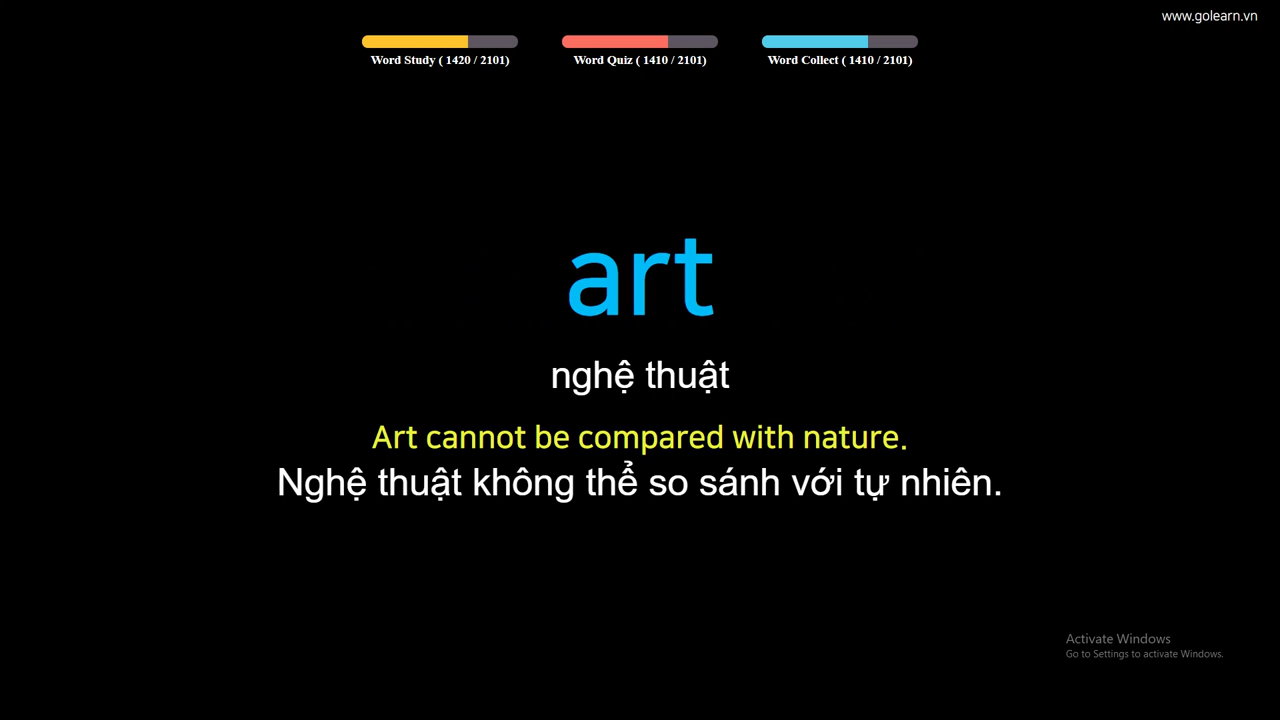 www.golearn.vn
Word Study ( 1420 / 2101)
Word Quiz ( 1410 / 2101)
Word Collect ( 1410 / 2101)
art
nghệ thuật
Art cannot be compared with nature.
Nghệ thuật không thể so sánh với tự nhiên.
Activate Windows
Go to Settings to activate Windows.